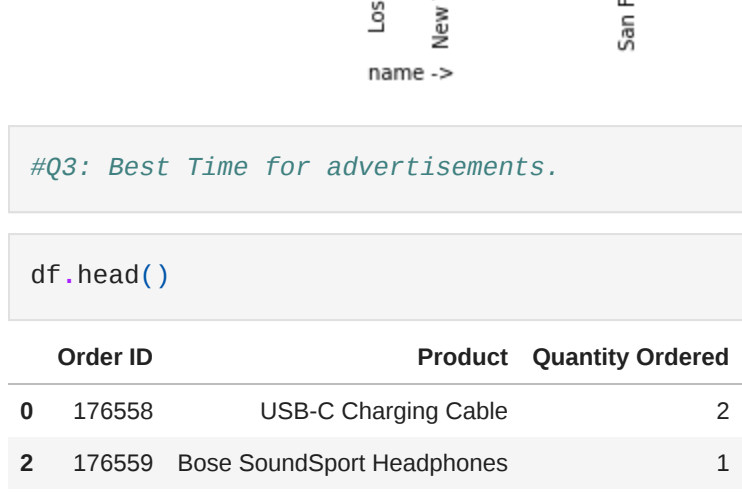 Los
New
San F
name ->
#Q3: Best Time for advertisements.
df.head()
Order ID Product Quantity Ordered
0 176558 USB-C Charging Cable 2
2 176559 Bose SoundSport Headphones 1